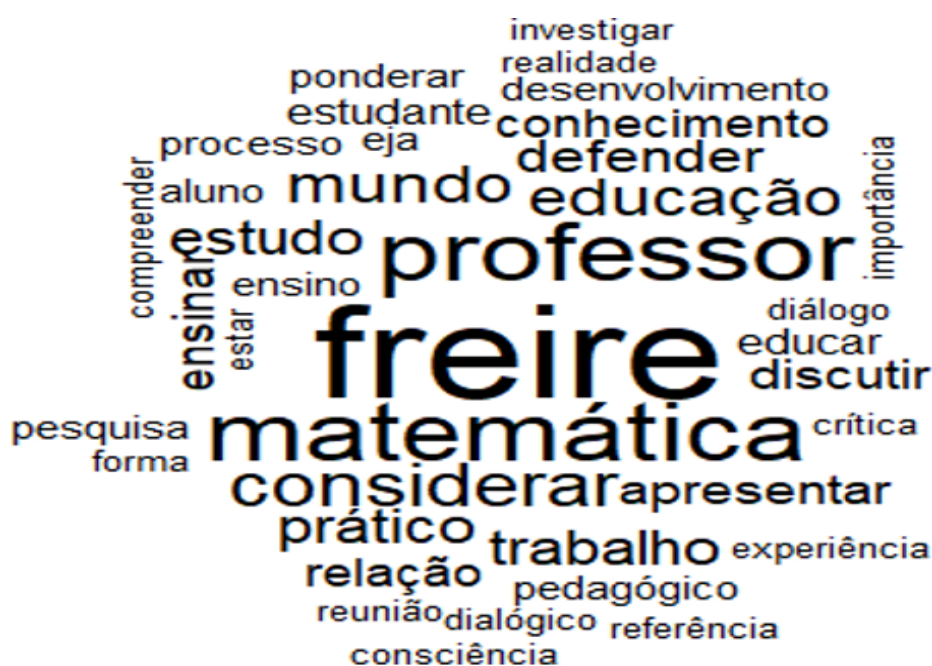 investigar
realidade
ponderar
desenvolvimento
estudante
conhecimento
processo
eja
defender
compreender
aluno
mundo
educação
importância
estudo
professor
ensinar
ensino
estar
freire
diálogo
educar
discutir
pesquisa
matemática
crítica
forma
considerar
apresentar
prático
trabalho
experiência
relação
pedagógico
reunião
dialógico
referência
consciência